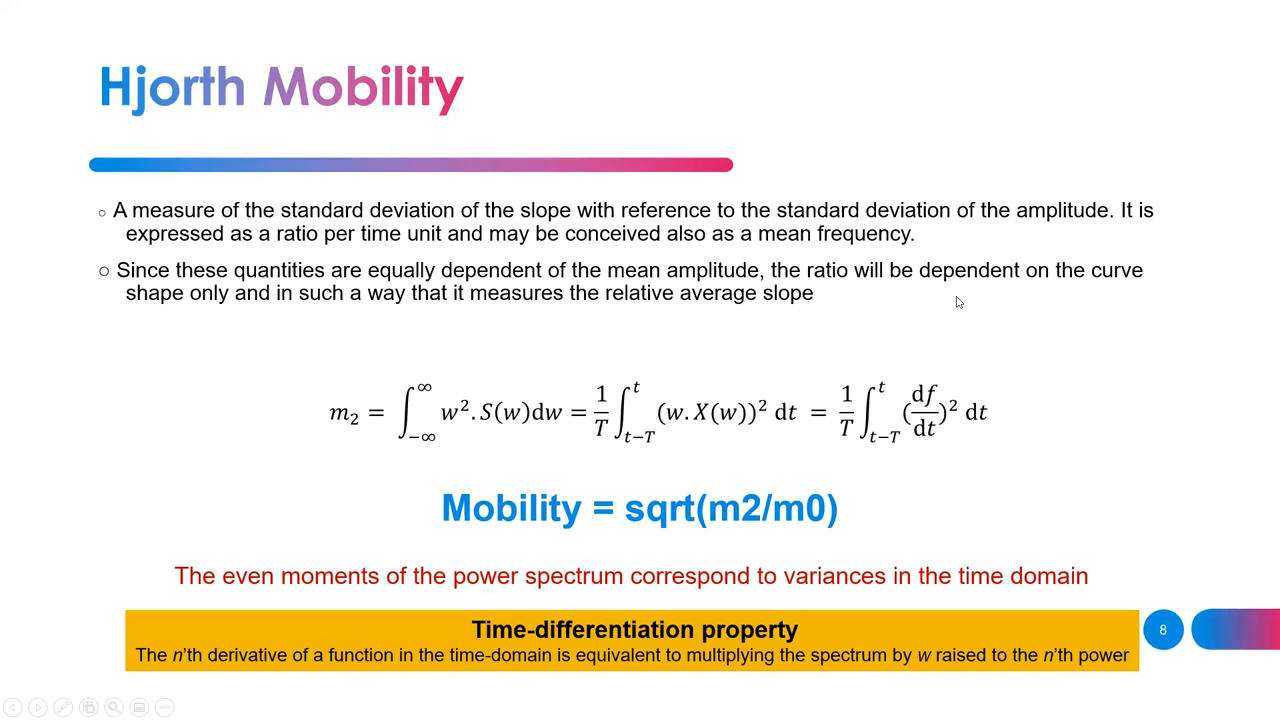 Hjorth Mobility
○ A measure of the standard deviation of the slope with reference to the standard deviation of the amplitude. It is
expressed as a ratio per time unit and may be conceived also as a mean frequency.
○ Since these quantities are equally dependent of the mean amplitude, the ratio will be dependent on the curve
shape only and in such a way that it measures the relative average slope
m₂ = ∫_{−∞}^{∞} w². S(w)dw = 1/T ∫_{t−T}^{t} (w. X(w))² dt = 1/T ∫_{t−T}^{t} (df/dt)² dt
Mobility = sqrt(m2/m0)
The even moments of the power spectrum correspond to variances in the time domain
Time-differentiation property
The n’th derivative of a function in the time-domain is equivalent to multiplying the spectrum by w raised to the n’th power
8